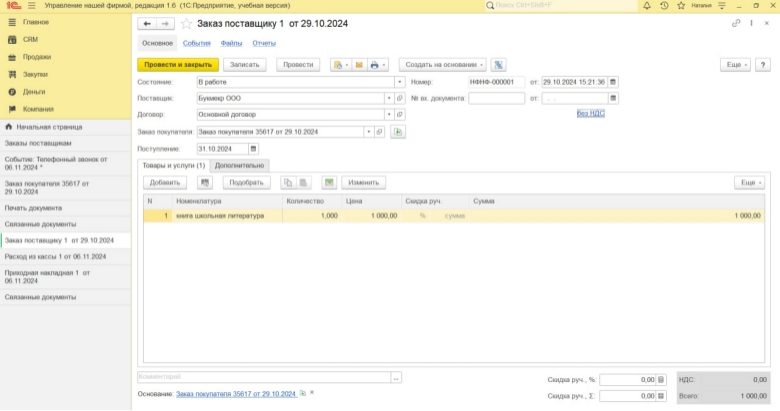 Управление нашей фирмой, редакция 1.6 (1С:Предприятие, учебная версия)
Поиск Ctrl+Shift+F
Наталья
Главное
CRM
Продажи
Закупки
Деньги
Компания
Начальная страница
Заказы поставщикам
Событие: Телефонный звонок от
06.11.2024 *
Заказ покупателя 35617 от
29.10.2024
Печать документа
Связанные документы
Заказ поставщику 1 от 29.10.2024
Расход из кассы 1 от 06.11.2024
Приходная накладная 1 от
06.11.2024
Связанные документы
Заказ поставщику 1 от 29.10.2024
Основное События Файлы Отчеты
Провести и закрыть Записать Провести Создать на основании Еще ?
Состояние: В работе Номер: НФНФ-000001 от: 29.10.2024 15:21:36
Поставщик: Буквоер ООО № вх. документа: от: . .
Договор: Основной договор без НДС
Заказ покупателя: Заказ покупателя 35617 от 29.10.2024
Поступление: 31.10.2024
Товары и услуги (1) Дополнительно
Добавить Подобрать Изменить Еще
N Номенклатура Количество Цена Скидка руч. Сумма
1 книга школьная литература 1,000 1 000,00 % сумма 1 000,00
Комментарий ...
Скидка руч., %: 0,00 НДС: 0,00
Основание: Заказ покупателя 35617 от 29.10.2024
Скидка руч., Σ: 0,00 Всего: 1 000,00